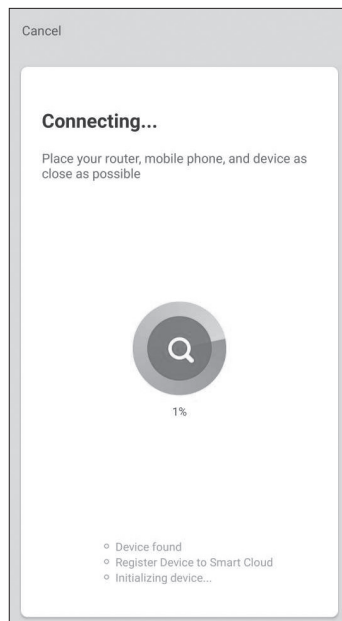 Cancel
Connecting...
Place your router, mobile phone, and device as
close as possible
1%
Device found
Register Device to Smart Cloud
Initializing device...